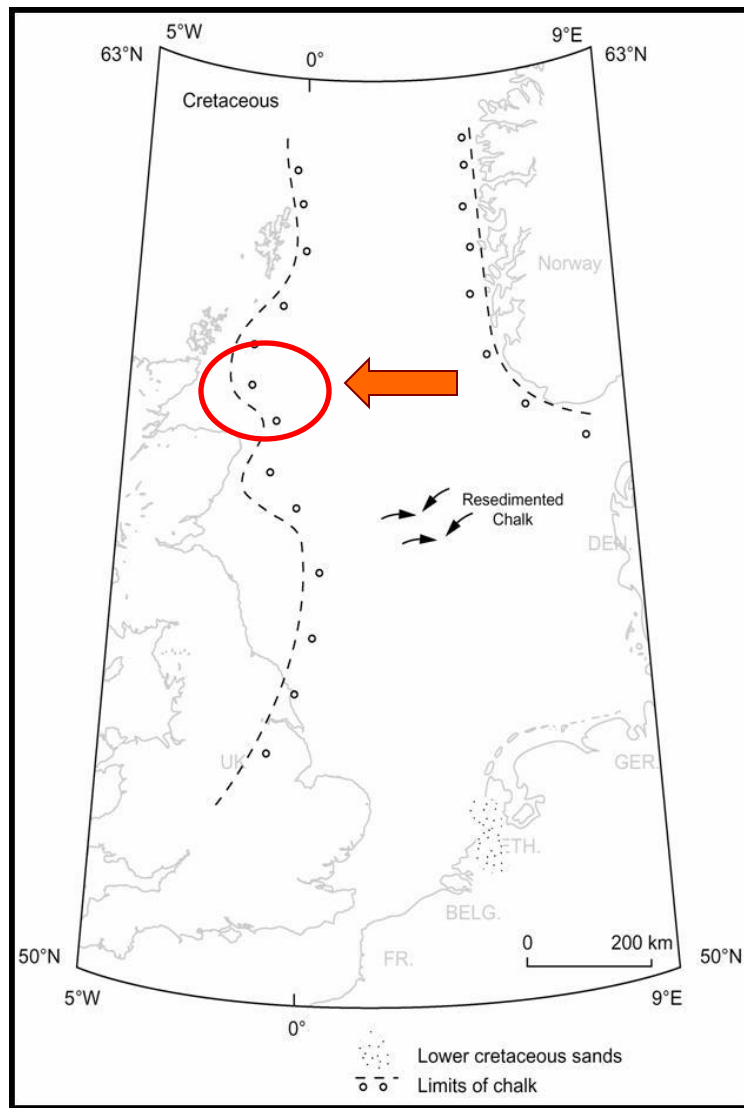 5°W
9°E
63°N
0°
63°N
Cretaceous
Norway
Resedimented
Chalk
DEN.
UK
GER.
ETH.
BELG.
0 200 km
FR.
50°N
50°N
5°W
9°E
0°
Lower cretaceous sands
Limits of chalk